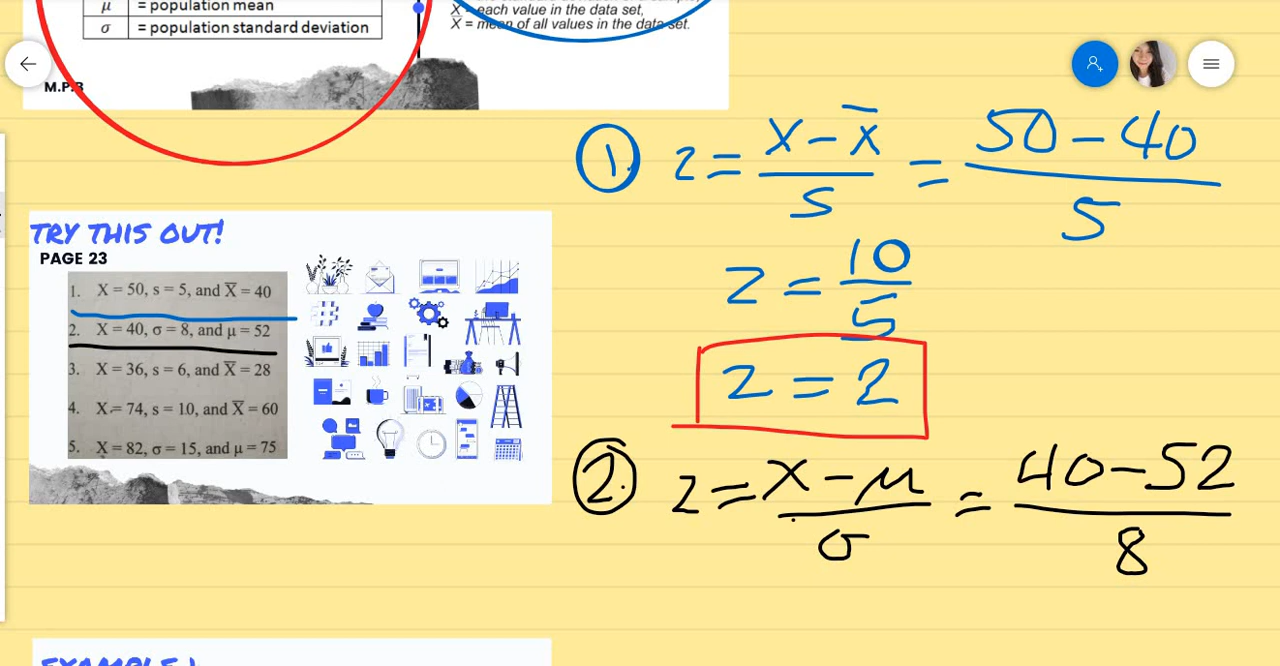 μ = population mean
σ = population standard deviation
X = each value in the data set,
X̅ = mean of all values in the data set.
M.P.B
TRY THIS OUT!
PAGE 23
1. X = 50, s = 5, and X̅ = 40
2. X = 40, σ = 8, and μ = 52
3. X = 36, s = 6, and X̅ = 28
4. X = 74, s = 10, and X̅ = 60
5. X = 82, σ = 15, and μ = 75
1. z = (x - x̅)/s = (50 - 40)/5
z = 10/5
z = 2
2. z = (x - μ)/σ = (40 - 52)/8
EXAMPLE 1